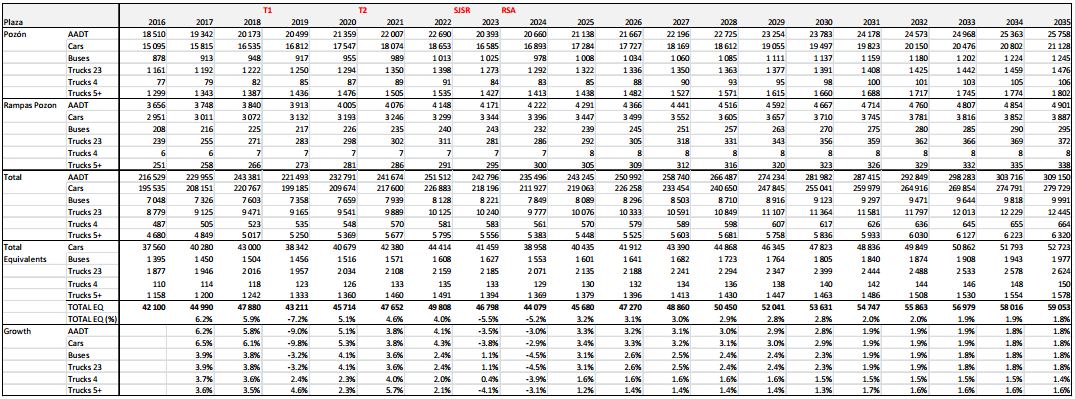 T1 T2 SJSR RSA
Plaza 2016 2017 2018 2019 2020 2021 2022 2023 2024 2025 2026 2027 2028 2029 2030 2031 2032 2033 2034 2035
Pozón AADT 18 510 19 342 20 173 20 499 21 359 22 007 22 690 20 393 20 660 21 138 21 667 22 196 22 725 23 254 23 783 24 178 24 573 24 968 25 363 25 758
Cars 15 095 15 815 16 535 16 812 17 547 18 074 18 653 16 585 16 893 17 284 17 727 18 169 18 612 19 055 19 497 19 823 20 150 20 476 20 802 21 128
Buses 878 913 948 917 955 989 1 013 1 025 978 1 008 1 034 1 060 1 085 1 111 1 137 1 159 1 180 1 202 1 224 1 245
Trucks 23 1 161 1 192 1 222 1 250 1 294 1 350 1 398 1 273 1 292 1 322 1 336 1 350 1 363 1 377 1 391 1 408 1 425 1 442 1 459 1 476
Trucks 4 77 79 82 85 87 89 91 84 83 85 88 90 93 95 98 100 101 103 105 106
Trucks 5+ 1 299 1 343 1 387 1 436 1 476 1 505 1 535 1 427 1 413 1 438 1 482 1 527 1 571 1 615 1 660 1 688 1 717 1 745 1 774 1 802
Rampas Pozon AADT 3 656 3 748 3 840 3 913 4 005 4 076 4 148 4 171 4 222 4 291 4 366 4 441 4 516 4 592 4 667 4 714 4 760 4 807 4 854 4 901
Cars 2 951 3 011 3 072 3 132 3 193 3 246 3 299 3 344 3 396 3 447 3 499 3 552 3 605 3 657 3 710 3 745 3 781 3 816 3 852 3 887
Buses 208 216 225 217 226 235 240 243 232 239 245 251 257 263 270 275 280 285 290 295
Trucks 23 239 255 271 283 298 302 311 281 286 292 305 318 331 343 356 359 362 366 369 372
Trucks 4 6 6 7 7 7 7 7 7 7 8 8 8 8 8 8 8 8 8 8 8
Trucks 5+ 251 258 266 273 281 286 291 295 300 305 309 312 316 320 323 326 329 332 335 338
Total AADT 216 529 229 955 243 381 221 493 232 791 241 674 251 512 242 796 235 496 243 245 250 992 258 740 266 487 274 234 281 982 287 415 292 849 298 283 303 716 309 150
Cars 195 535 208 151 220 767 199 185 209 674 217 600 226 883 218 196 211 927 219 063 226 258 233 454 240 650 247 845 255 041 259 979 264 916 269 854 274 791 279 729
Buses 7 048 7 326 7 603 7 358 7 659 7 939 8 128 8 221 7 849 8 089 8 296 8 503 8 710 8 916 9 123 9 297 9 471 9 644 9 818 9 991
Trucks 23 8 779 9 125 9 471 9 165 9 541 9 889 10 125 10 240 9 777 10 076 10 333 10 591 10 849 11 107 11 364 11 581 11 797 12 013 12 229 12 445
Trucks 4 487 505 523 535 548 570 581 583 561 570 579 589 598 607 617 626 636 645 655 664
Trucks 5+ 4 680 4 849 5 017 5 250 5 369 5 677 5 795 5 556 5 383 5 448 5 525 5 603 5 681 5 758 5 836 5 933 6 030 6 127 6 223 6 320
Total Cars 37 560 40 280 43 000 38 342 40 679 42 380 44 414 41 459 38 958 40 435 41 912 43 390 44 868 46 345 47 823 48 836 49 849 50 862 51 793 52 723
Equivalents Buses 1 395 1 450 1 504 1 456 1 516 1 571 1 608 1 627 1 553 1 601 1 641 1 682 1 723 1 764 1 805 1 840 1 874 1 908 1 943 1 977
Trucks 23 1 877 1 946 2 016 1 957 2 034 2 108 2 159 2 185 2 071 2 135 2 188 2 241 2 294 2 347 2 399 2 444 2 488 2 533 2 578 2 624
Trucks 4 110 114 118 123 126 133 135 134 129 130 132 134 136 138 140 142 144 146 148 150
Trucks 5+ 1 158 1 200 1 242 1 333 1 360 1 460 1 491 1 394 1 369 1 379 1 396 1 413 1 430 1 447 1 463 1 486 1 508 1 530 1 554 1 578
TOTAL EQ 42 100 44 990 47 880 43 211 45 714 47 652 49 808 46 798 44 079 45 680 47 270 48 860 50 450 52 041 53 631 54 747 55 863 56 979 58 016 59 053
TOTAL EQ (%) 6.2% 5.9% -7.2% 5.1% 4.6% 4.0% -5.5% -5.2% 3.2% 3.1% 3.0% 2.9% 2.8% 2.8% 2.0% 2.0% 1.9% 1.9% 1.8%
Growth AADT 6.2% 5.8% -9.0% 5.1% 3.8% 4.1% -3.5% -3.0% 3.3% 3.2% 3.1% 3.0% 2.9% 2.8% 1.9% 1.9% 1.9% 1.8% 1.8%
Cars 6.5% 6.1% -9.8% 5.3% 3.8% 4.3% -3.8% -2.9% 3.4% 3.3% 3.2% 3.1% 3.0% 2.9% 1.9% 1.9% 1.9% 1.8% 1.8%
Buses 3.9% 3.8% -3.2% 4.1% 3.6% 2.4% 1.1% -4.5% 3.1% 2.6% 2.5% 2.4% 2.4% 2.3% 1.9% 1.9% 1.8% 1.8% 1.8%
Trucks 23 3.9% 3.8% -3.2% 4.1% 3.6% 2.4% 1.1% -4.5% 3.1% 2.6% 2.5% 2.4% 2.4% 2.3% 1.9% 1.9% 1.8% 1.8% 1.8%
Trucks 4 3.7% 3.6% 2.4% 2.3% 4.0% 2.0% 0.4% -3.9% 1.6% 1.6% 1.6% 1.6% 1.6% 1.5% 1.5% 1.5% 1.5% 1.5% 1.4%
Trucks 5+ 3.6% 3.5% 4.6% 2.3% 5.7% 2.1% -4.1% -3.1% 1.2% 1.4% 1.4% 1.4% 1.4% 1.3% 1.7% 1.6% 1.6% 1.6% 1.6%